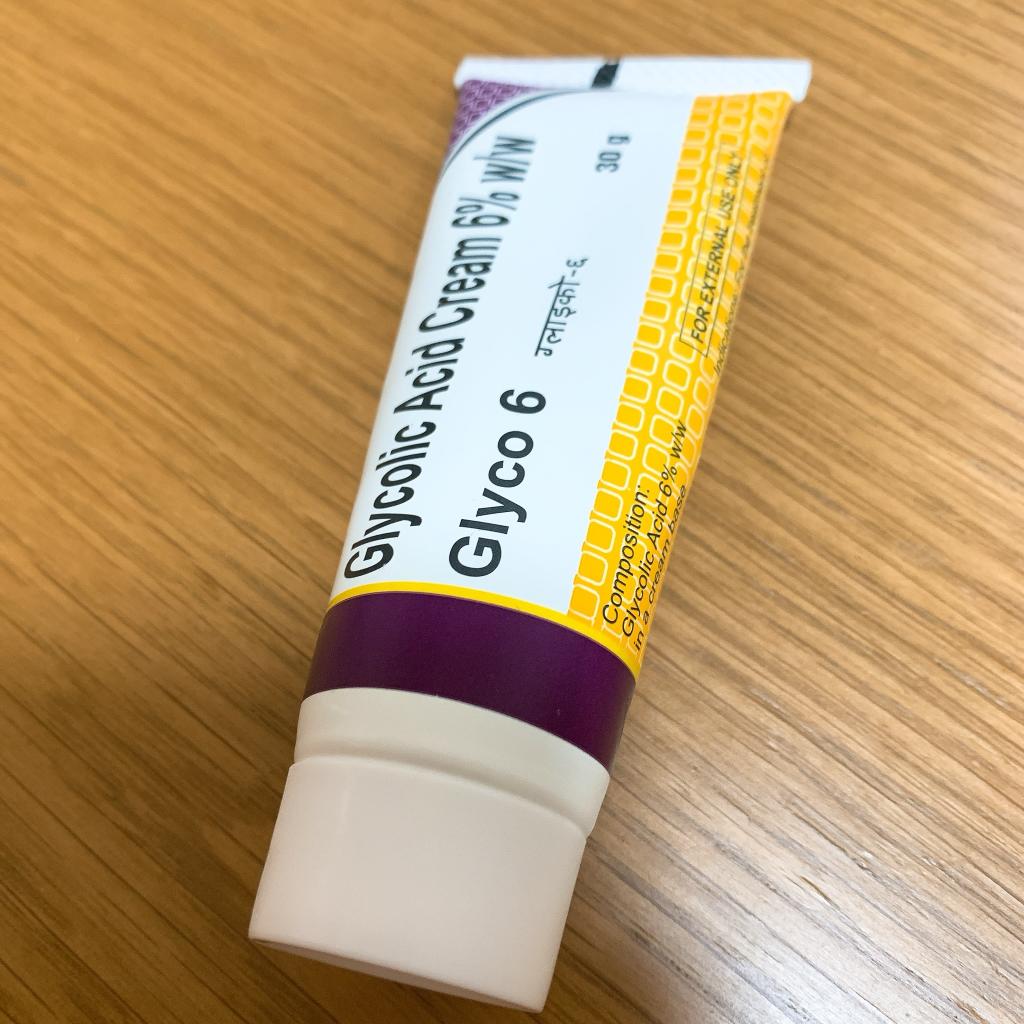 Glycolic Acid Cream 6% w/w
Glyco 6
ग्लाइको-६
30 g
Composition:
Glycolic Acid 6% w/w
in a cream base
FOR EXTERNAL USE ONLY